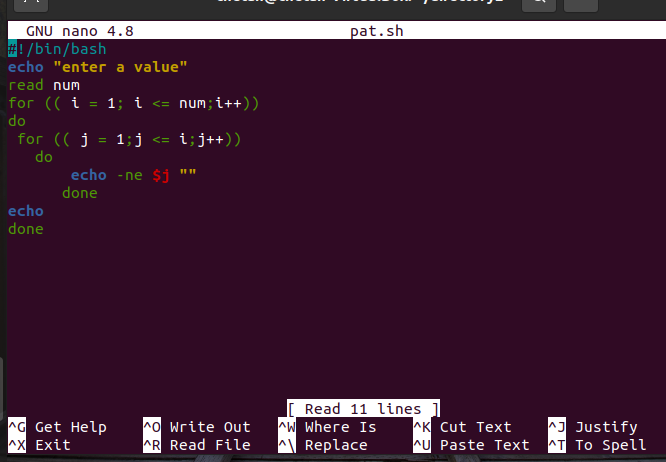 GNU nano 4.8 pat.sh
#!/bin/bash
echo "enter a value"
read num
for (( i = 1; i <= num;i++))
do
 for (( j = 1;j <= i;j++))
   do
       echo -ne $j ""
      done
echo
done
[ Read 11 lines ]
^G Get Help ^O Write Out ^W Where Is ^K Cut Text ^J Justify
^X Exit ^R Read File ^\ Replace ^U Paste Text ^T To Spell